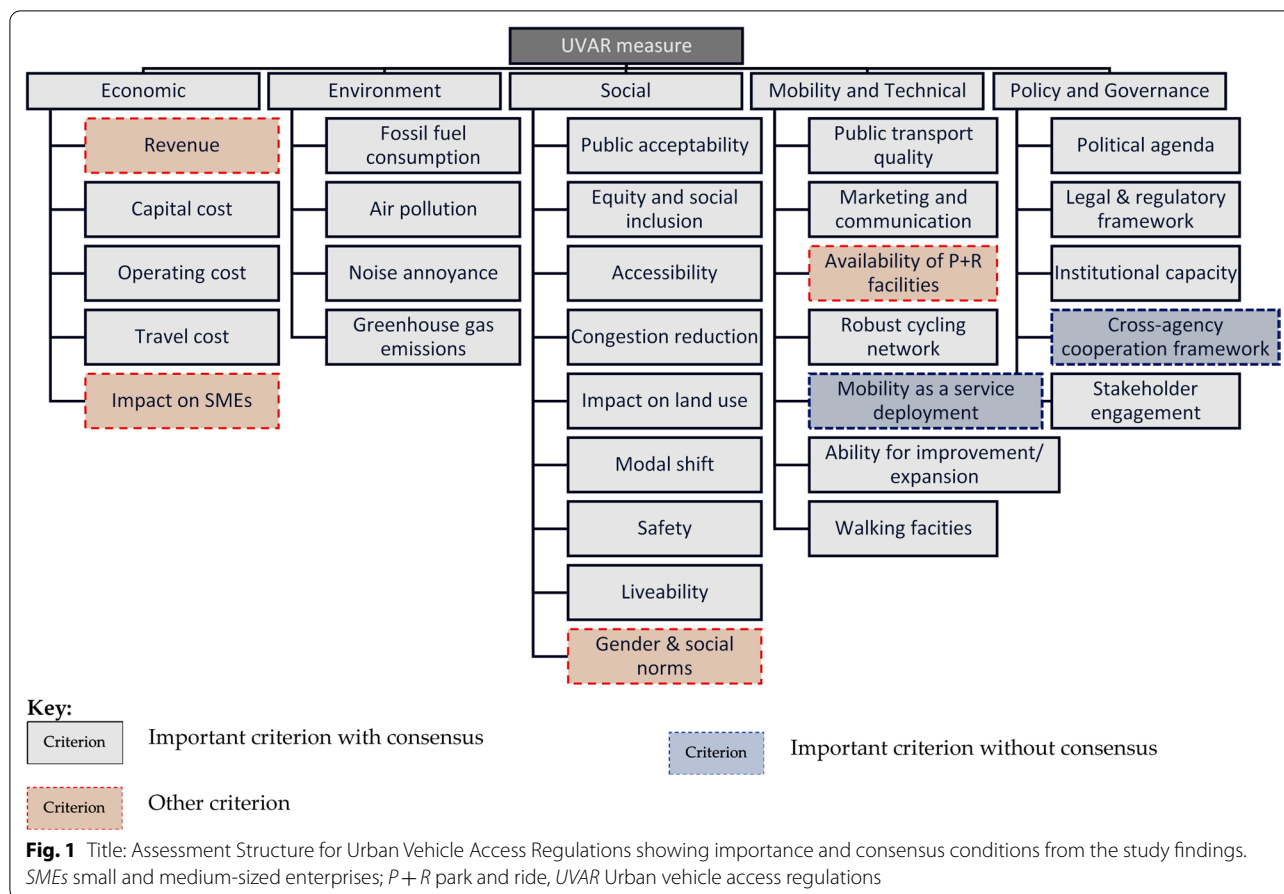 UVAR measure
Economic
Revenue
Capital cost
Operating cost
Travel cost
Impact on SMEs
Environment
Fossil fuel
consumption
Air pollution
Noise annoyance
Greenhouse gas
emissions
Social
Public acceptability
Equity and social
inclusion
Accessibility
Congestion reduction
Impact on land use
Modal shift
Safety
Liveability
Gender & social
norms
Mobility and Technical
Public transport
quality
Marketing and
communication
Availability of P+R
facilities
Robust cycling
network
Mobility as a service
deployment
Ability for improvement/
expansion
Walking facities
Policy and Governance
Political agenda
Legal & regulatory
framework
Institutional capacity
Cross-agency
cooperation framework
Stakeholder
engagement
Key:
Criterion Important criterion with consensus
Criterion Important criterion without consensus
Criterion Other criterion
Fig. 1 Title: Assessment Structure for Urban Vehicle Access Regulations showing importance and consensus conditions from the study findings.
SMEs small and medium-sized enterprises; P + R park and ride, UVAR Urban vehicle access regulations